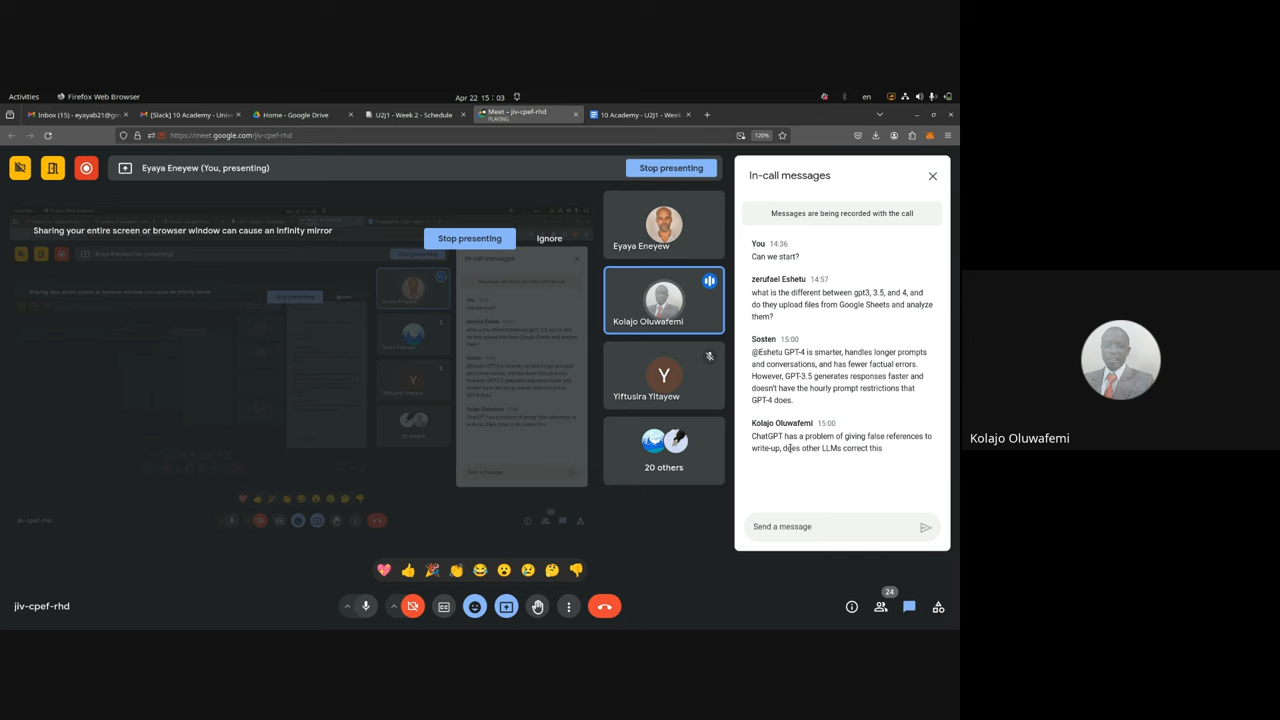 Activities
Firefox Web Browser
Apr 22 15:03
en
Inbox (15) - eyayab21@gm
[Slack] 10 Academy - Univ
Home - Google Drive
U2J1 - Week 2 - Schedule
Meet – jiv-cpef-rhd
PLAYING
10 Academy - U2J1 - Week
https://meet.google.com/jiv-cpef-rhd
120%
Eyaya Eneyew (You, presenting)
Stop presenting
Sharing your entire screen or browser window can cause an infinity mirror
Stop presenting
Ignore
Eyaya Eneyew
Kolajo Oluwafemi
Y
Yiftusira Yitayew
20 others
In-call messages
Messages are being recorded with the call
You 14:36
Can we start?
zerufael Eshetu 14:57
what is the different between gpt3, 3.5, and 4, and
do they upload files from Google Sheets and analyze
them?
Sosten 15:00
@Eshetu GPT-4 is smarter, handles longer prompts
and conversations, and has fewer factual errors.
However, GPT-3.5 generates responses faster and
doesn't have the hourly prompt restrictions that
GPT-4 does.
Kolajo Oluwafemi 15:00
ChatGPT has a problem of giving false references to
write-up, does other LLMs correct this
Send a message
jiv-cpef-rhd
24
Kolajo Oluwafemi